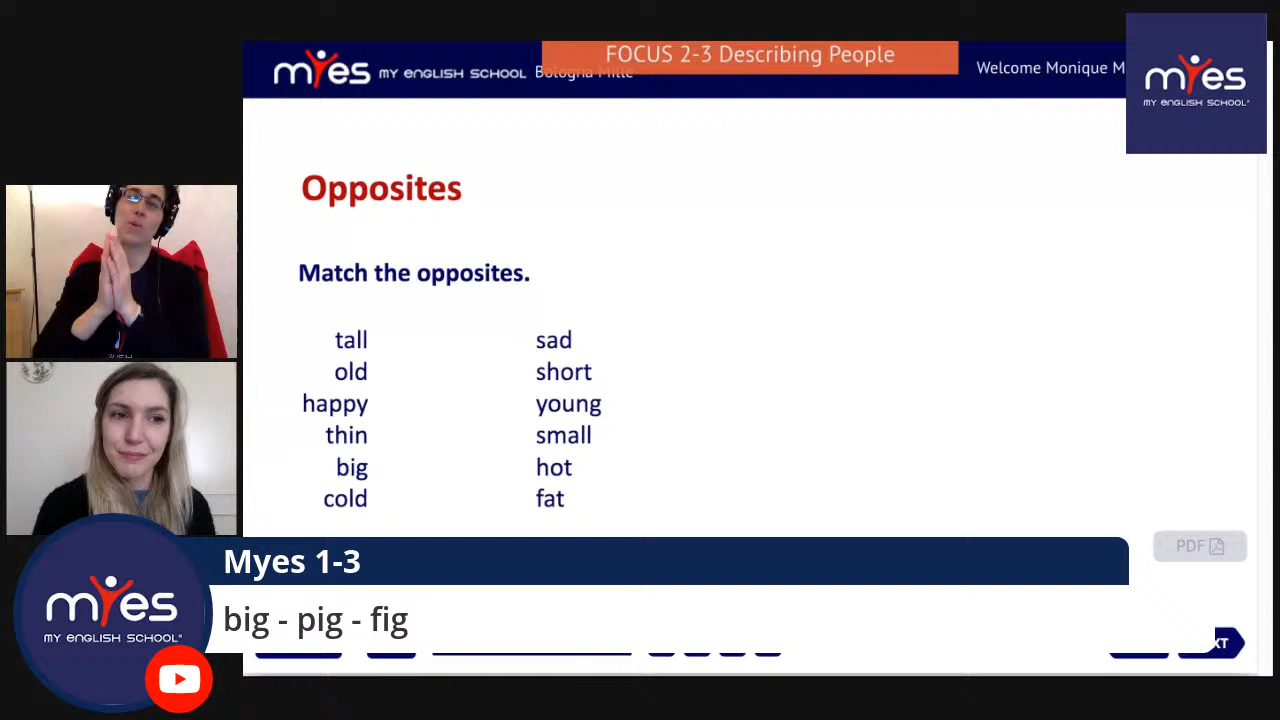 FOCUS 2-3 Describing People
myes MY ENGLISH SCHOOL Bologna Mille
Welcome Monique M
myes
MY ENGLISH SCHOOL
Opposites
Match the opposites.
tall sad
old short
happy young
thin small
big hot
cold fat
PDF
Myes 1-3
big - pig - fig
myes
MY ENGLISH SCHOOL
XT